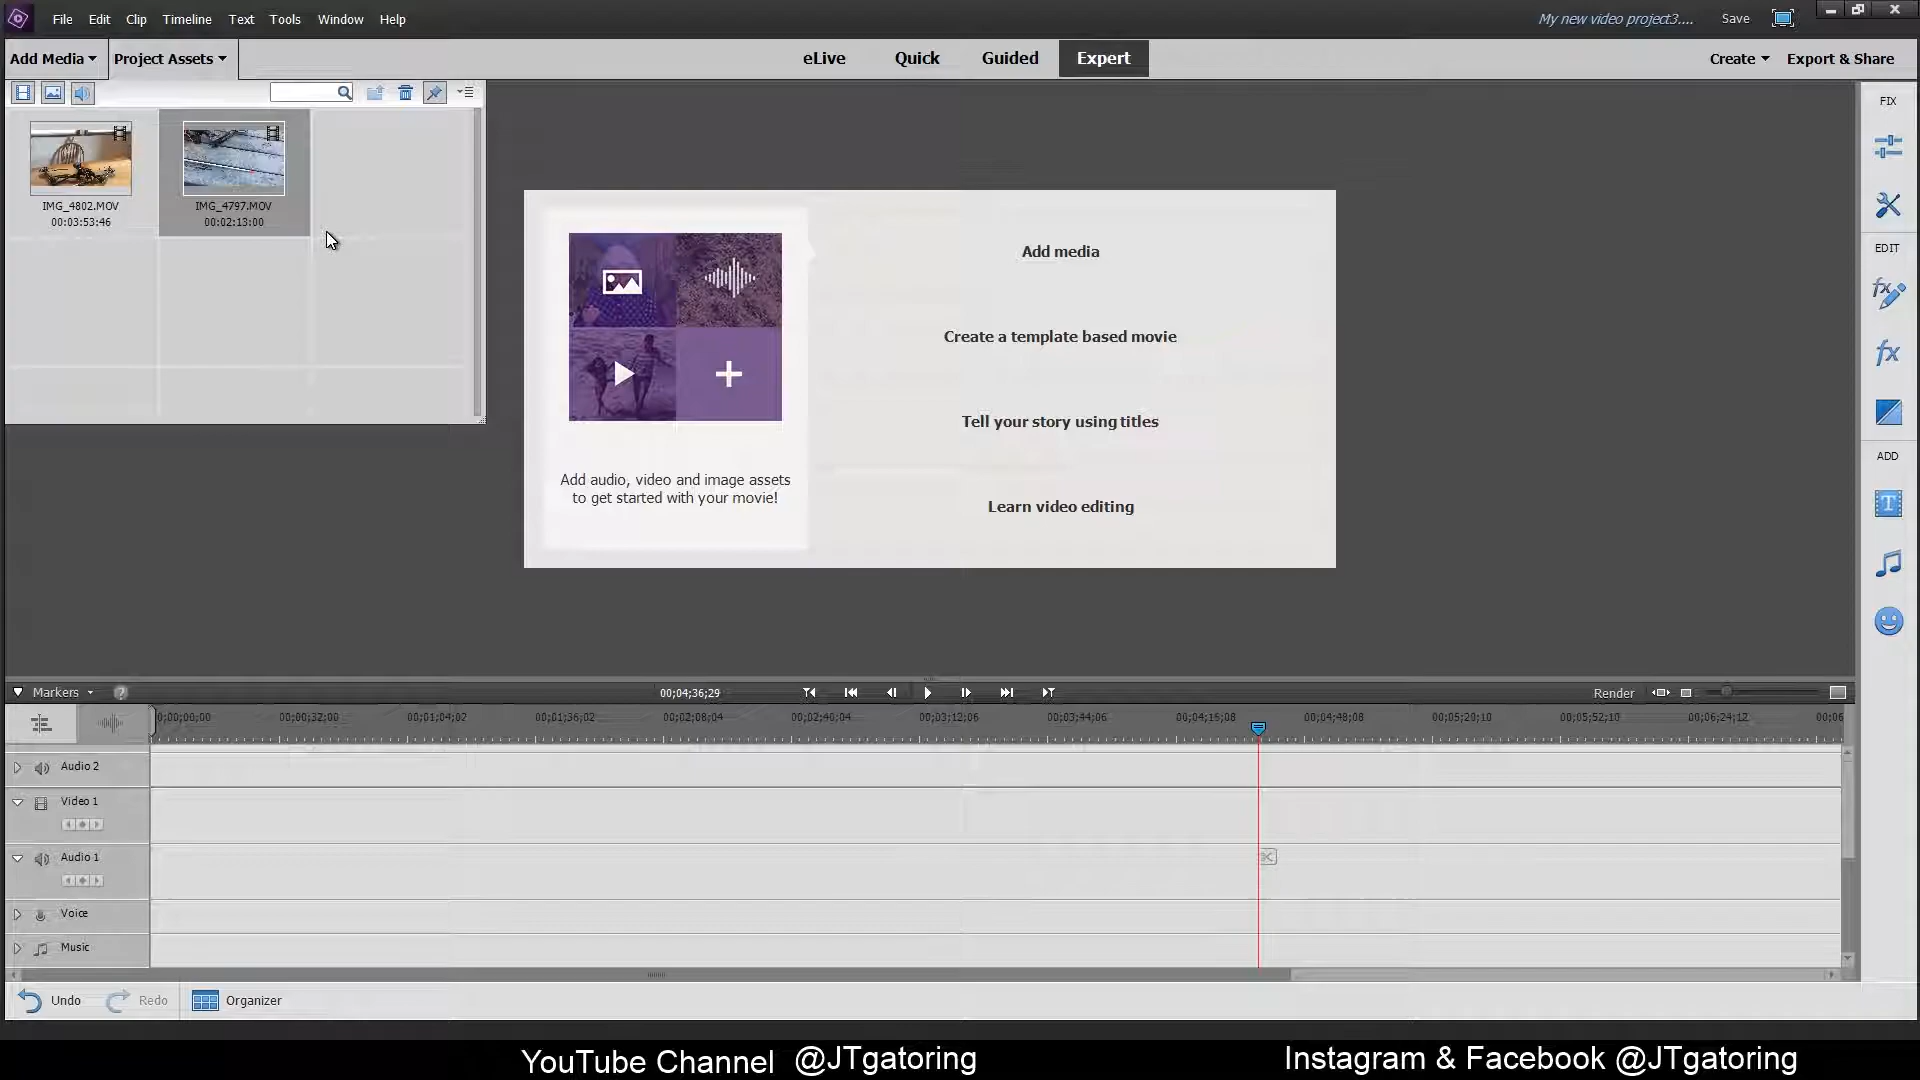 File Edit Clip Timeline Text Tools Window Help
My new video project3.... Save
Add Media Project Assets
eLive Quick Guided Expert
Create Export & Share
IMG_4802.MOV
00:03:53:46
IMG_4797.MOV
00:02:13:00
Add audio, video and image assets
to get started with your movie!
Add media
Create a template based movie
Tell your story using titles
Learn video editing
FIX
EDIT
ADD
Markers ? 00;04;36;29 Render
0;00;00;00 00;00;32;00 00;01;04;02 00;01;36;02 00;02;08;04 00;02;40;04 00;03;12;06 00;03;44;06 00;04;16;08 00;04;48;08 00;05;20;10 00;05;52;10 00;06;24;12 00;06
Audio 2
Video 1
Audio 1
Voice
Music
Undo Redo Organizer
YouTube Channel @JTgatoring Instagram & Facebook @JTgatoring